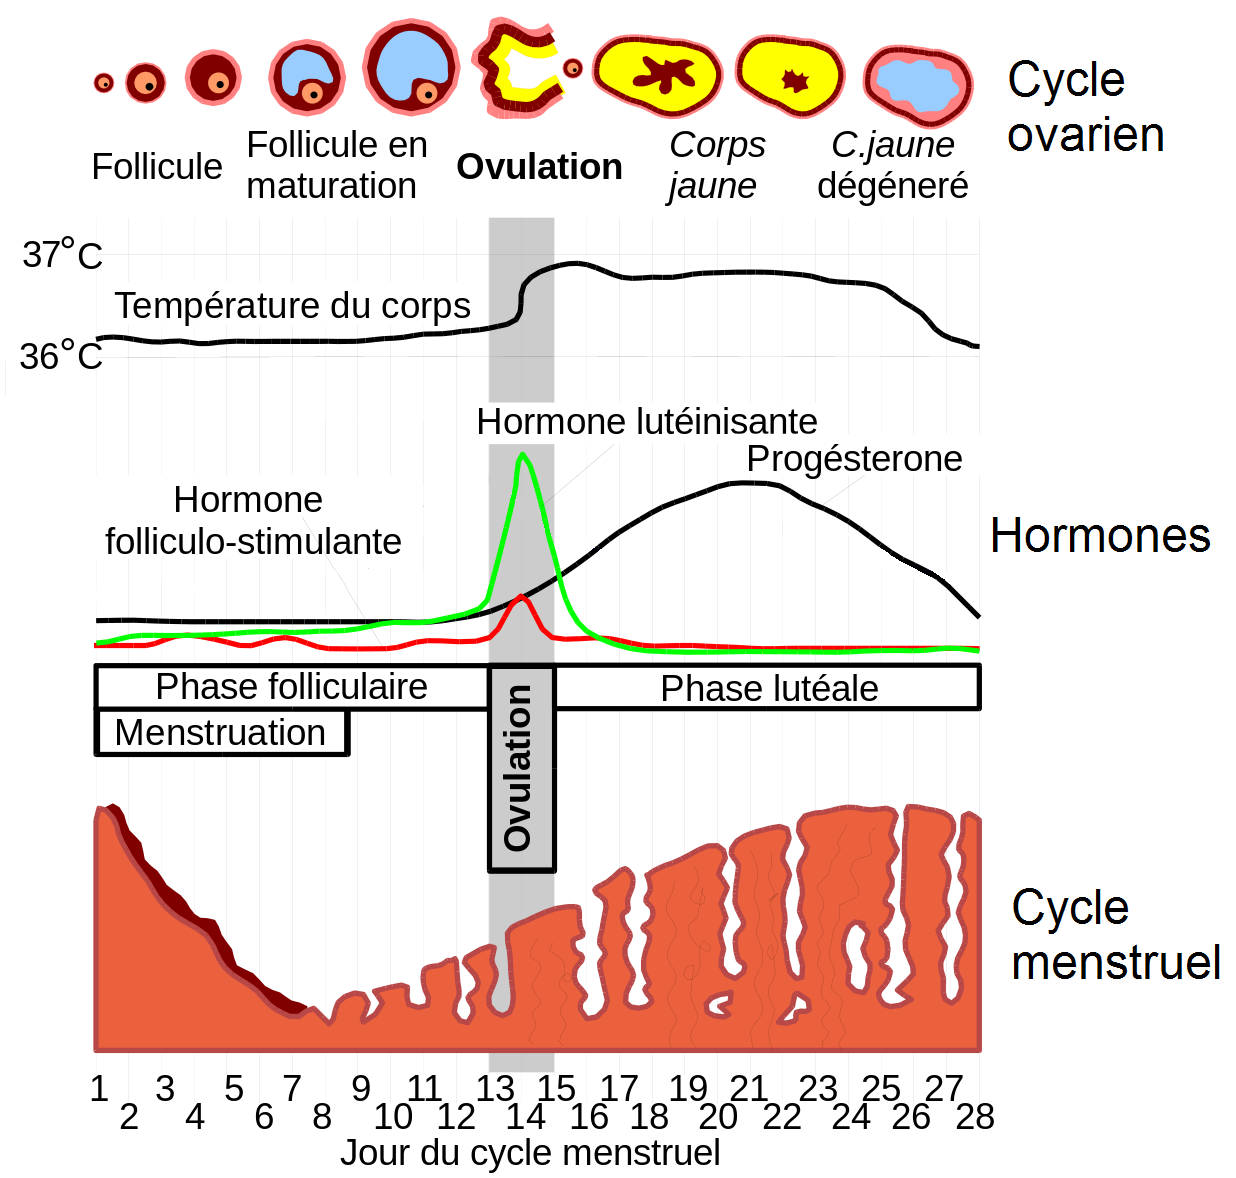 Cycle
ovarien
Follicule
Follicule en
maturation
Ovulation
Corps
jaune
C.jaune
dégéneré
37°C
Température du corps
36°C
Hormone lutéinisante
Progésterone
Hormone
folliculo-stimulante
Hormones
Phase folliculaire
Phase lutéale
Menstruation
Ovulation
Cycle
menstruel
1 3 5 7 9 11 13 15 17 19 21 23 25 27
2 4 6 8 10 12 14 16 18 20 22 24 26 28
Jour du cycle menstruel